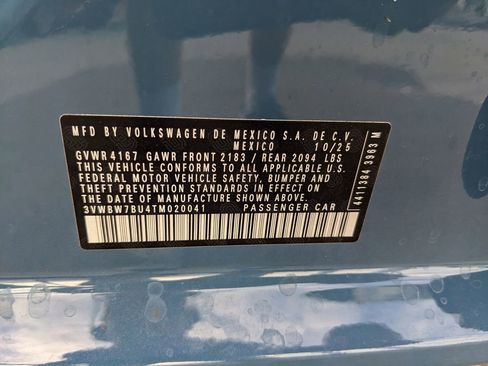 MFD BY VOLKSWAGEN DE MEXICO S.A. DE C.V.
MEXICO 10/25
GVWR 4167 GAWR FRONT 2183 / REAR 2094 LBS
THIS VEHICLE CONFORMS TO ALL APPLICABLE U.S.
FEDERAL MOTOR VEHICLE SAFETY, BUMPER AND
THEFT PREVENTION STANDARDS IN EFFECT ON
THE DATE OF MANUFACTURE SHOWN ABOVE.
3VWBW7BU4TM020041 PASSENGER CAR
4411384 3963 M